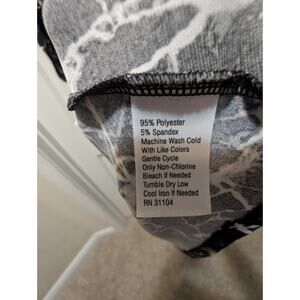 95% Polyester
5% Spandex
Machine Wash Cold
With Like Colors
Gentle Cycle
Only Non-Chlorine
Bleach If Needed
Tumble Dry Low
Cool Iron If Needed
RN 31104